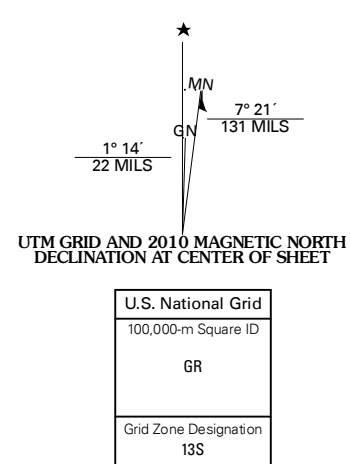 MN
GN
7° 21´
131 MILS
1° 14´
22 MILS
UTM GRID AND 2010 MAGNETIC NORTH
DECLINATION AT CENTER OF SHEET
U.S. National Grid
100,000-m Square ID
GR
Grid Zone Designation
13S